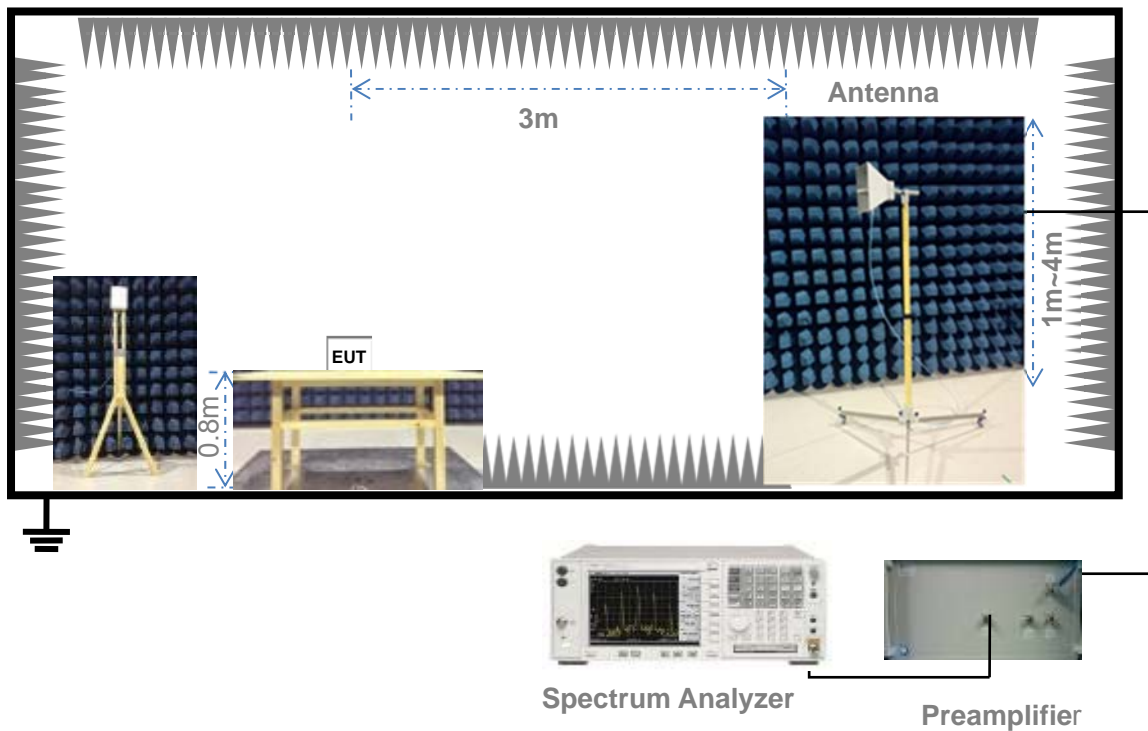 Antenna
3m
1m~4m
EUT
0.8m
Spectrum Analyzer
Preamplifier